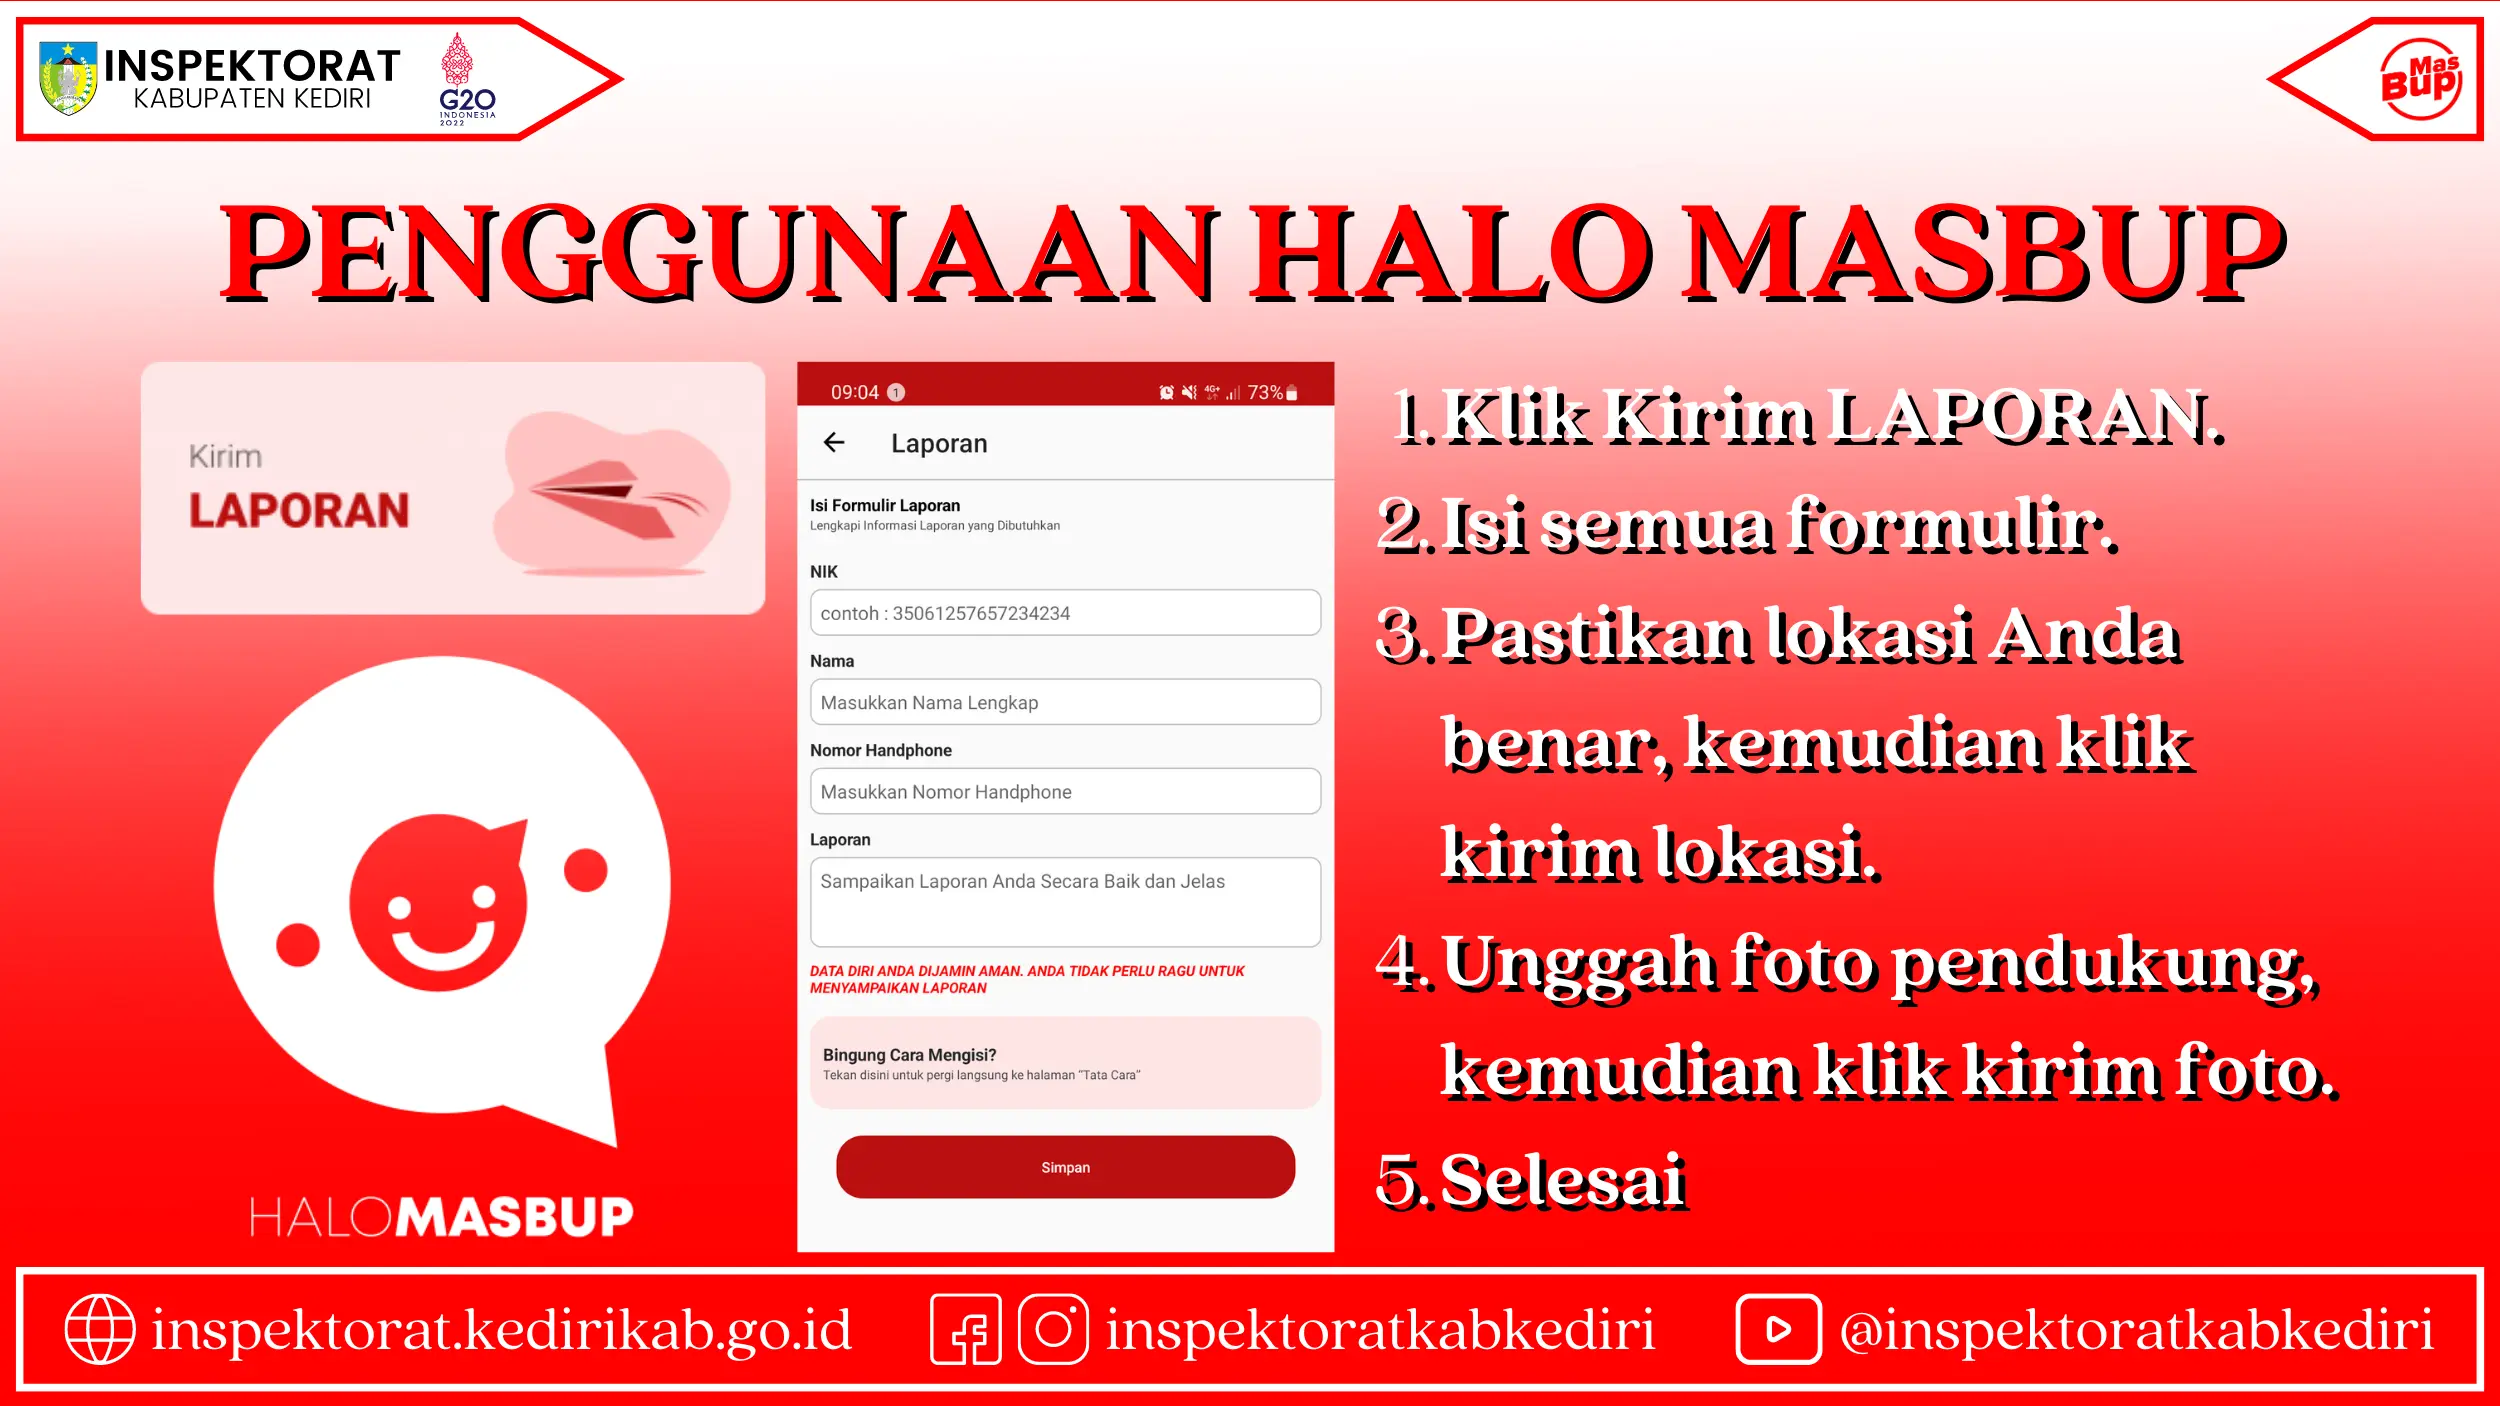 INSPEKTORAT
KABUPATEN KEDIRI
G20
INDONESIA
2022
Mas
Bup
PENGGUNAAN HALO MASBUP
Kirim
LAPORAN
HALOMASBUP
09:04 1
4G+ 73%
Laporan
Isi Formulir Laporan
Lengkapi Informasi Laporan yang Dibutuhkan
NIK
contoh : 35061257657234234
Nama
Masukkan Nama Lengkap
Nomor Handphone
Masukkan Nomor Handphone
Laporan
Sampaikan Laporan Anda Secara Baik dan Jelas
DATA DIRI ANDA DIJAMIN AMAN. ANDA TIDAK PERLU RAGU UNTUK
MENYAMPAIKAN LAPORAN
Bingung Cara Mengisi?
Tekan disini untuk pergi langsung ke halaman “Tata Cara”
Simpan
1. Klik Kirim LAPORAN.
2. Isi semua formulir.
3. Pastikan lokasi Anda
benar, kemudian klik
kirim lokasi.
4. Unggah foto pendukung,
kemudian klik kirim foto.
5. Selesai
inspektorat.kedirikab.go.id
inspektoratkabkediri
@inspektoratkabkediri